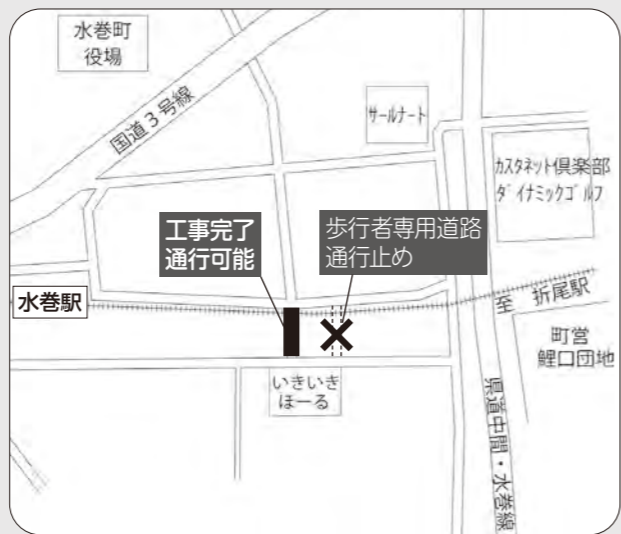 水巻町
役場
国道3号線
サールナート
カスタネット倶楽部
ダイナミックゴルフ
工事完了
通行可能
歩行者専用道路
通行止め
水巻駅
至 折尾駅
町営
鯉口団地
いきいき
ほーる
県道中間・水巻線